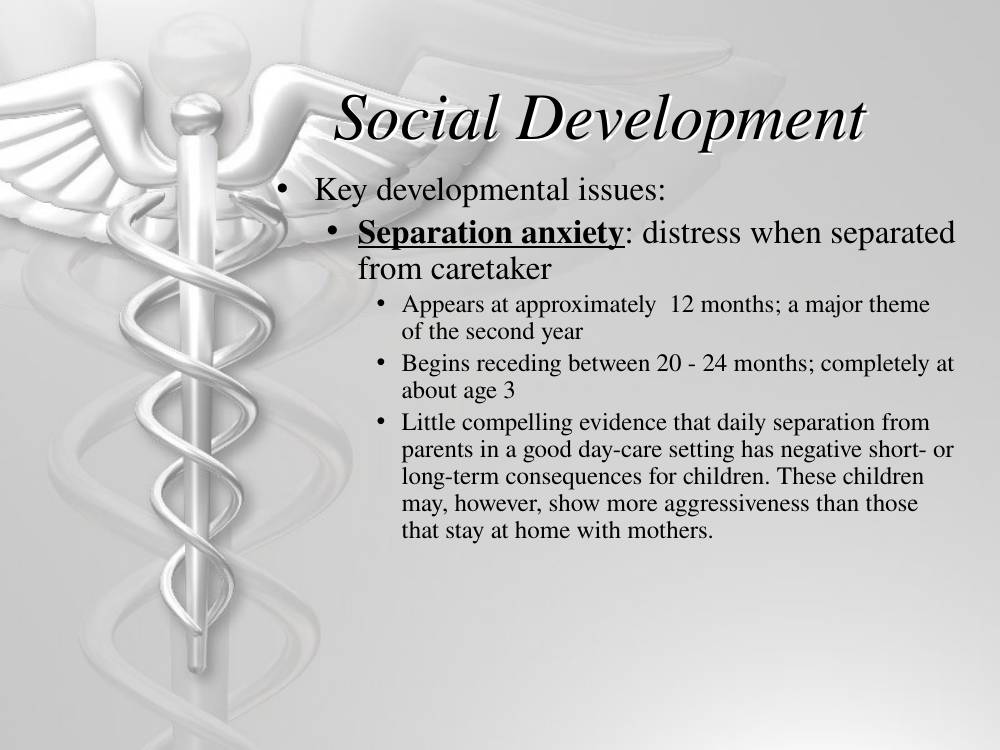 Social Development
• Key developmental issues:
• Separation anxiety: distress when separated
from caretaker
• Appears at approximately  12 months; a major theme
of the second year
• Begins receding between 20 - 24 months; completely at
about age 3
• Little compelling evidence that daily separation from
parents in a good day-care setting has negative short- or
long-term consequences for children. These children
may, however, show more aggressiveness than those
that stay at home with mothers.